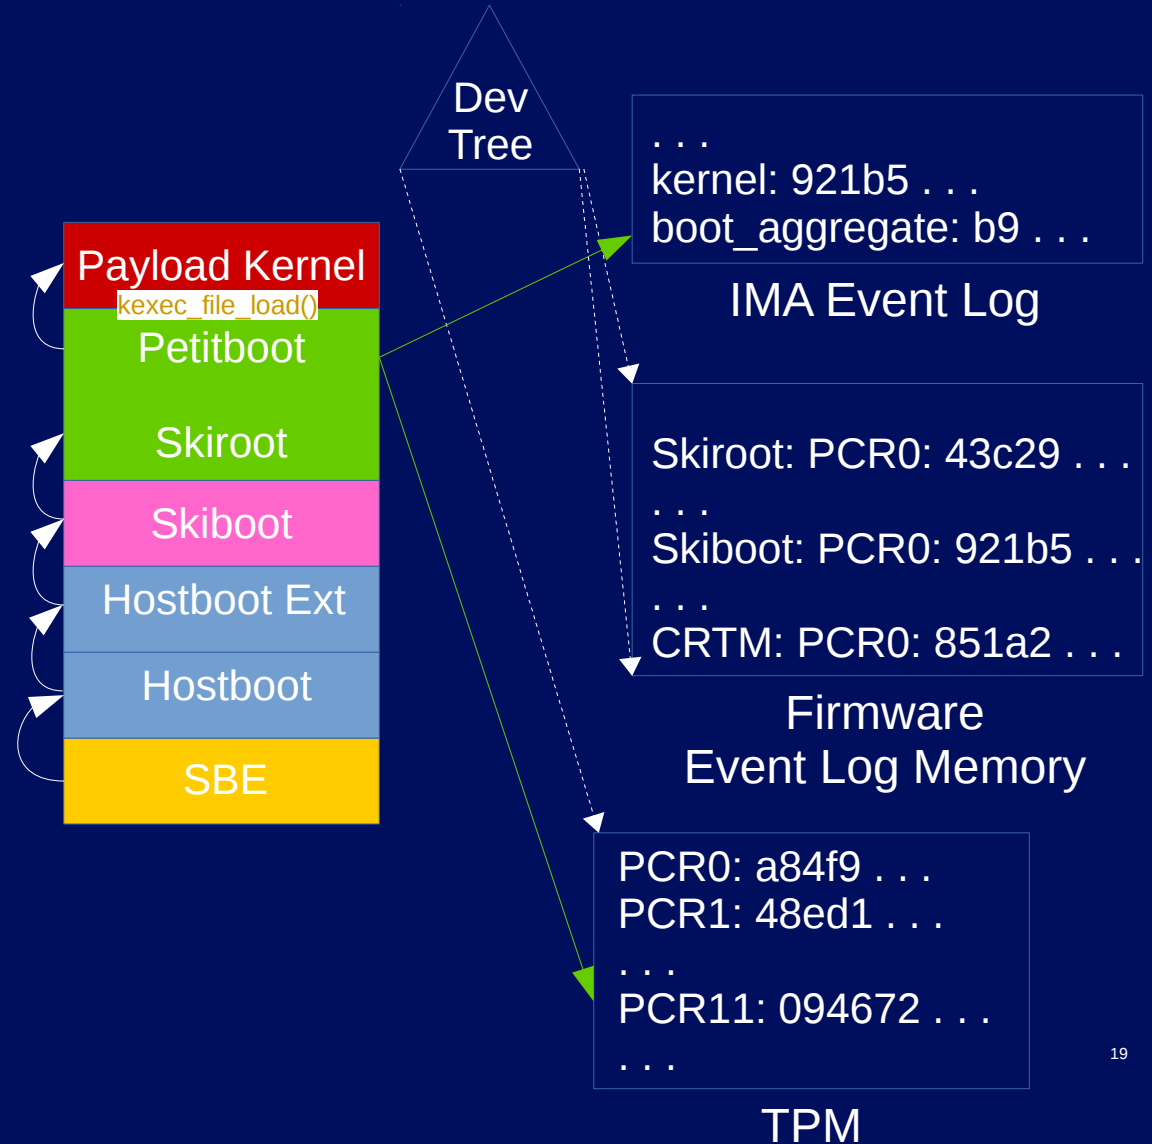 Dev
Tree
Payload Kernel
kexec_file_load()
Petitboot
Skiroot
Skiboot
Hostboot Ext
Hostboot
SBE
. . .
kernel: 921b5 . . .
boot_aggregate: b9 . . .
IMA Event Log
Skiroot: PCR0: 43c29 . . .
. . .
Skiboot: PCR0: 921b5 . . .
. . .
CRTM: PCR0: 851a2 . . .
Firmware
Event Log Memory
PCR0: a84f9 . . .
PCR1: 48ed1 . . .
. . .
PCR11: 094672 . . .
. . .
TPM
19